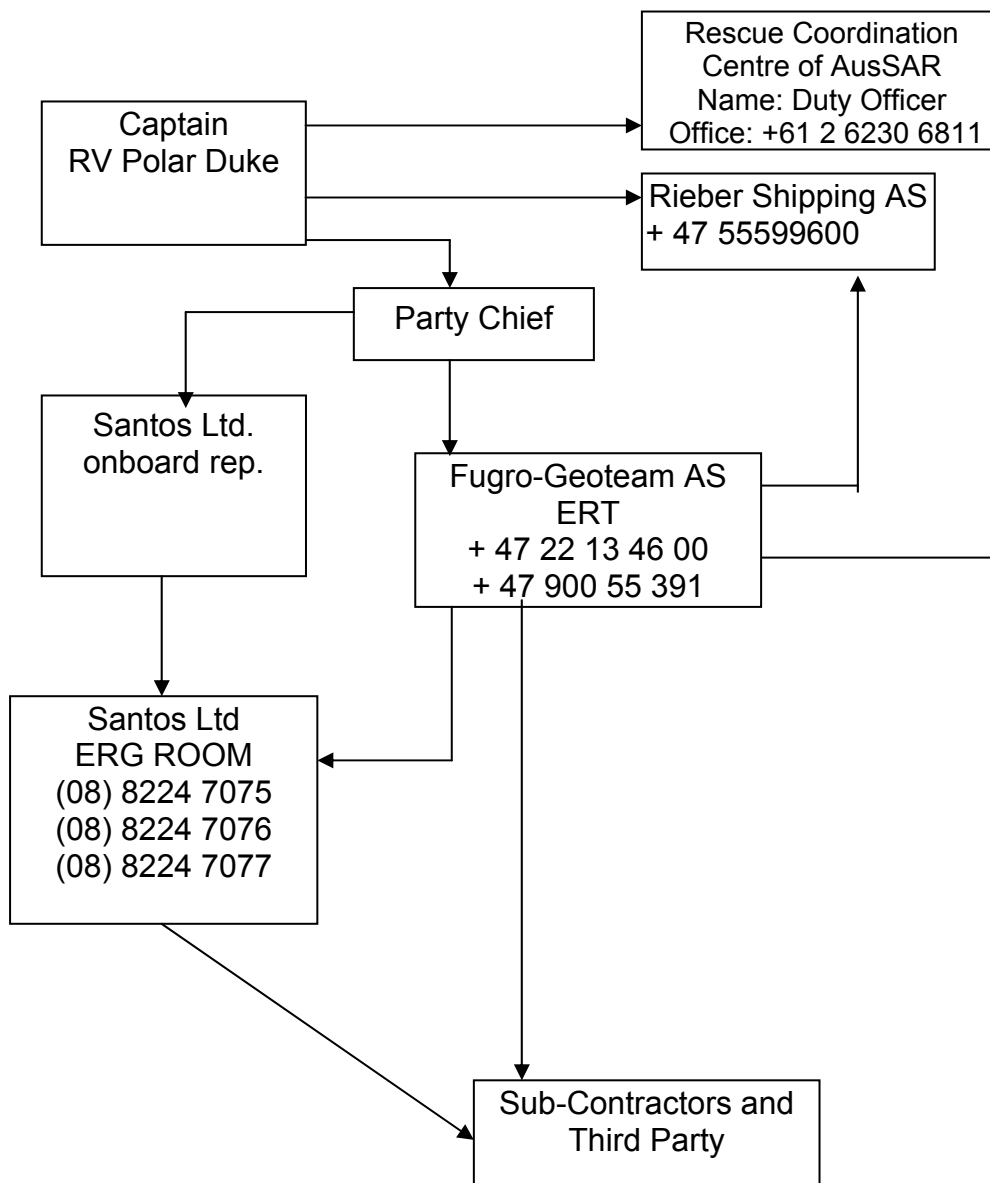 Rescue Coordination
Centre of AusSAR
Name: Duty Officer
Office: +61 2 6230 6811
Captain
RV Polar Duke
Rieber Shipping AS
+ 47 55599600
Party Chief
Santos Ltd.
onboard rep.
Fugro-Geoteam AS
ERT
+ 47 22 13 46 00
+ 47 900 55 391
Santos Ltd
ERG ROOM
(08) 8224 7075
(08) 8224 7076
(08) 8224 7077
Sub-Contractors and
Third Party